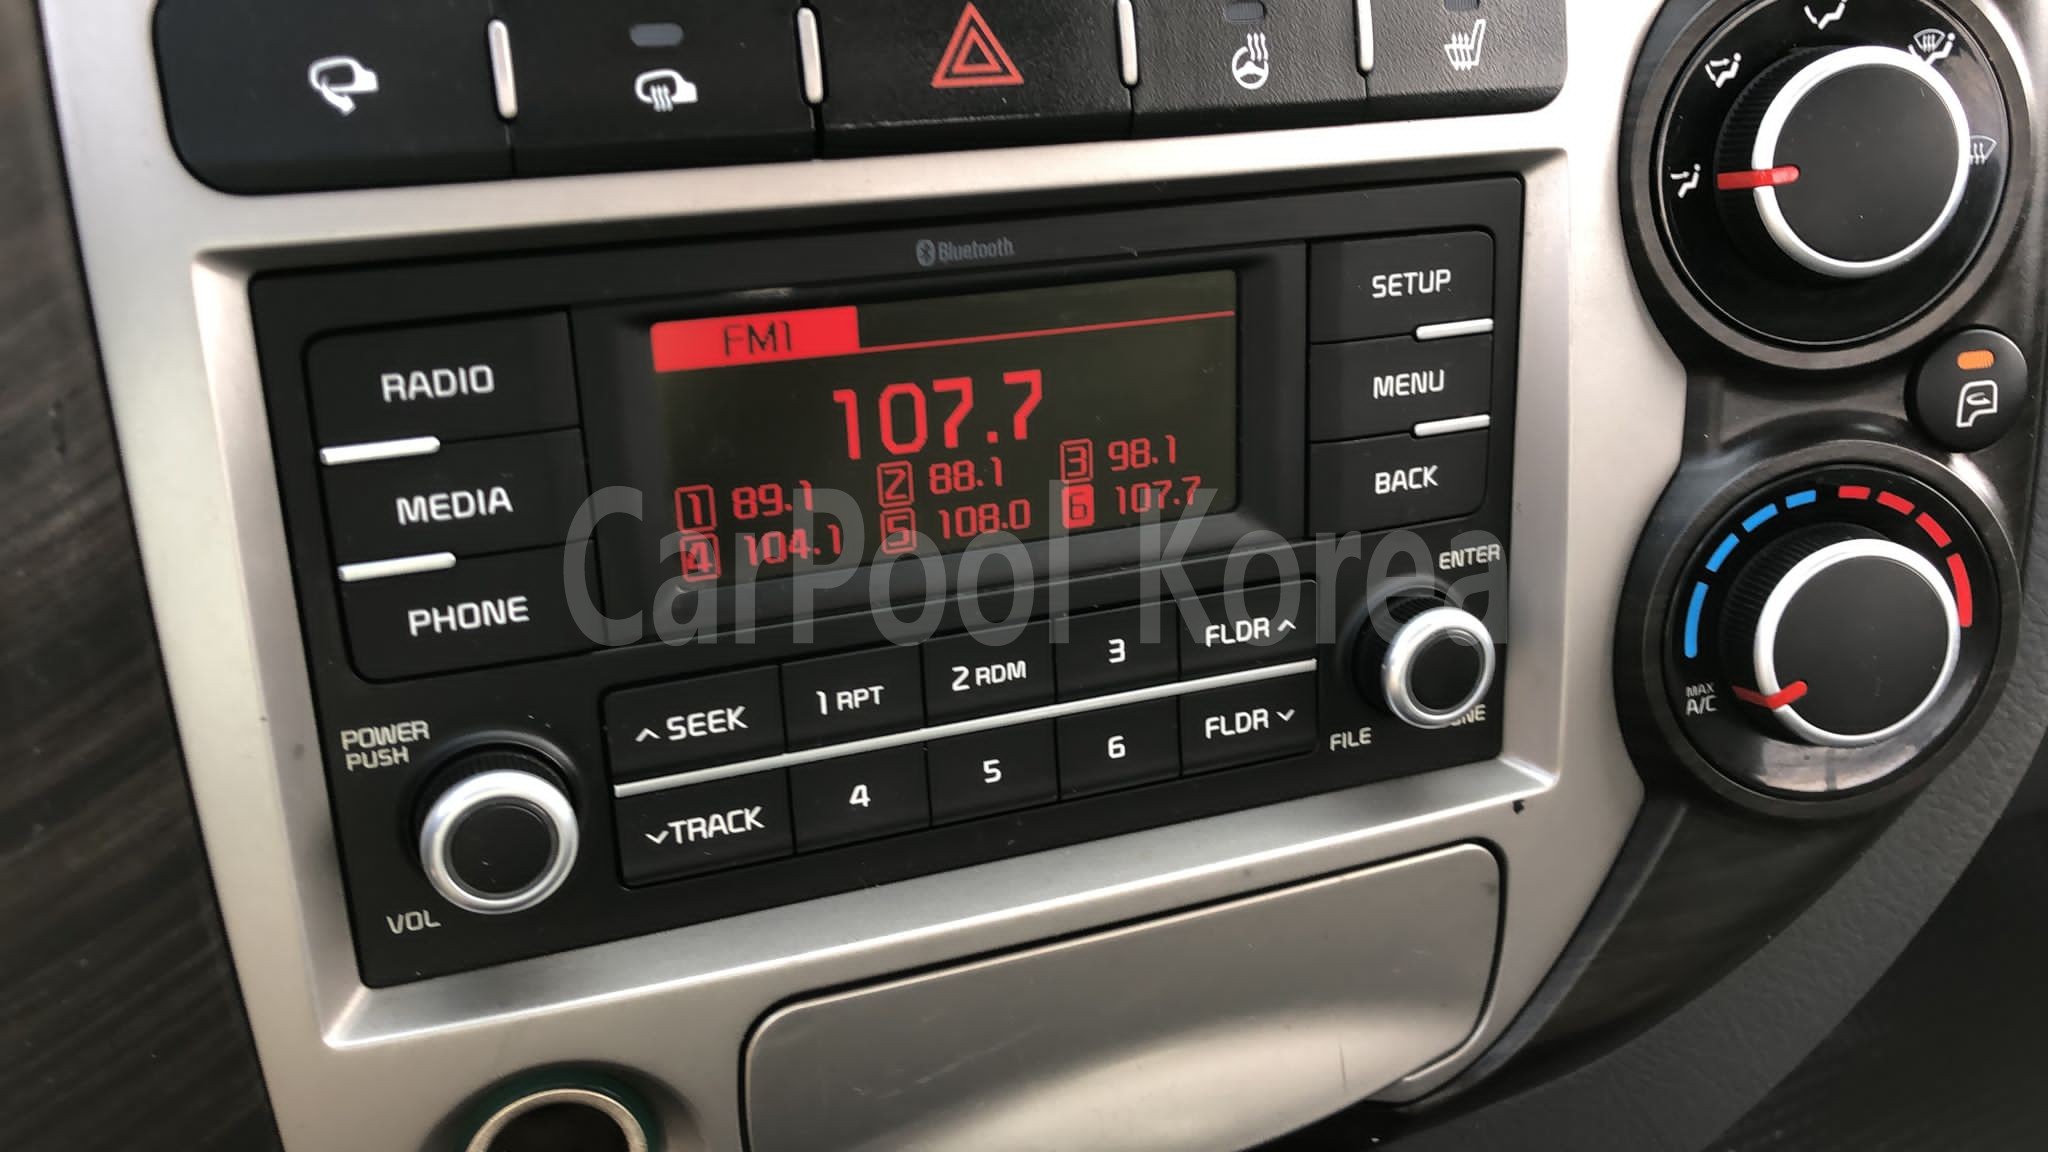 Bluetooth
SETUP
FM1
RADIO
107.7
MENU
1 89.1 2 88.1 3 98.1
4 104.1 5 108.0 6 107.7
MEDIA
BACK
CarPool Korea
PHONE
ENTER
SEEK
1 RPT
2 RDM
3
FLDR
MAX
A/C
POWER
PUSH
TRACK
4
5
6
FLDR
FILE
VOL